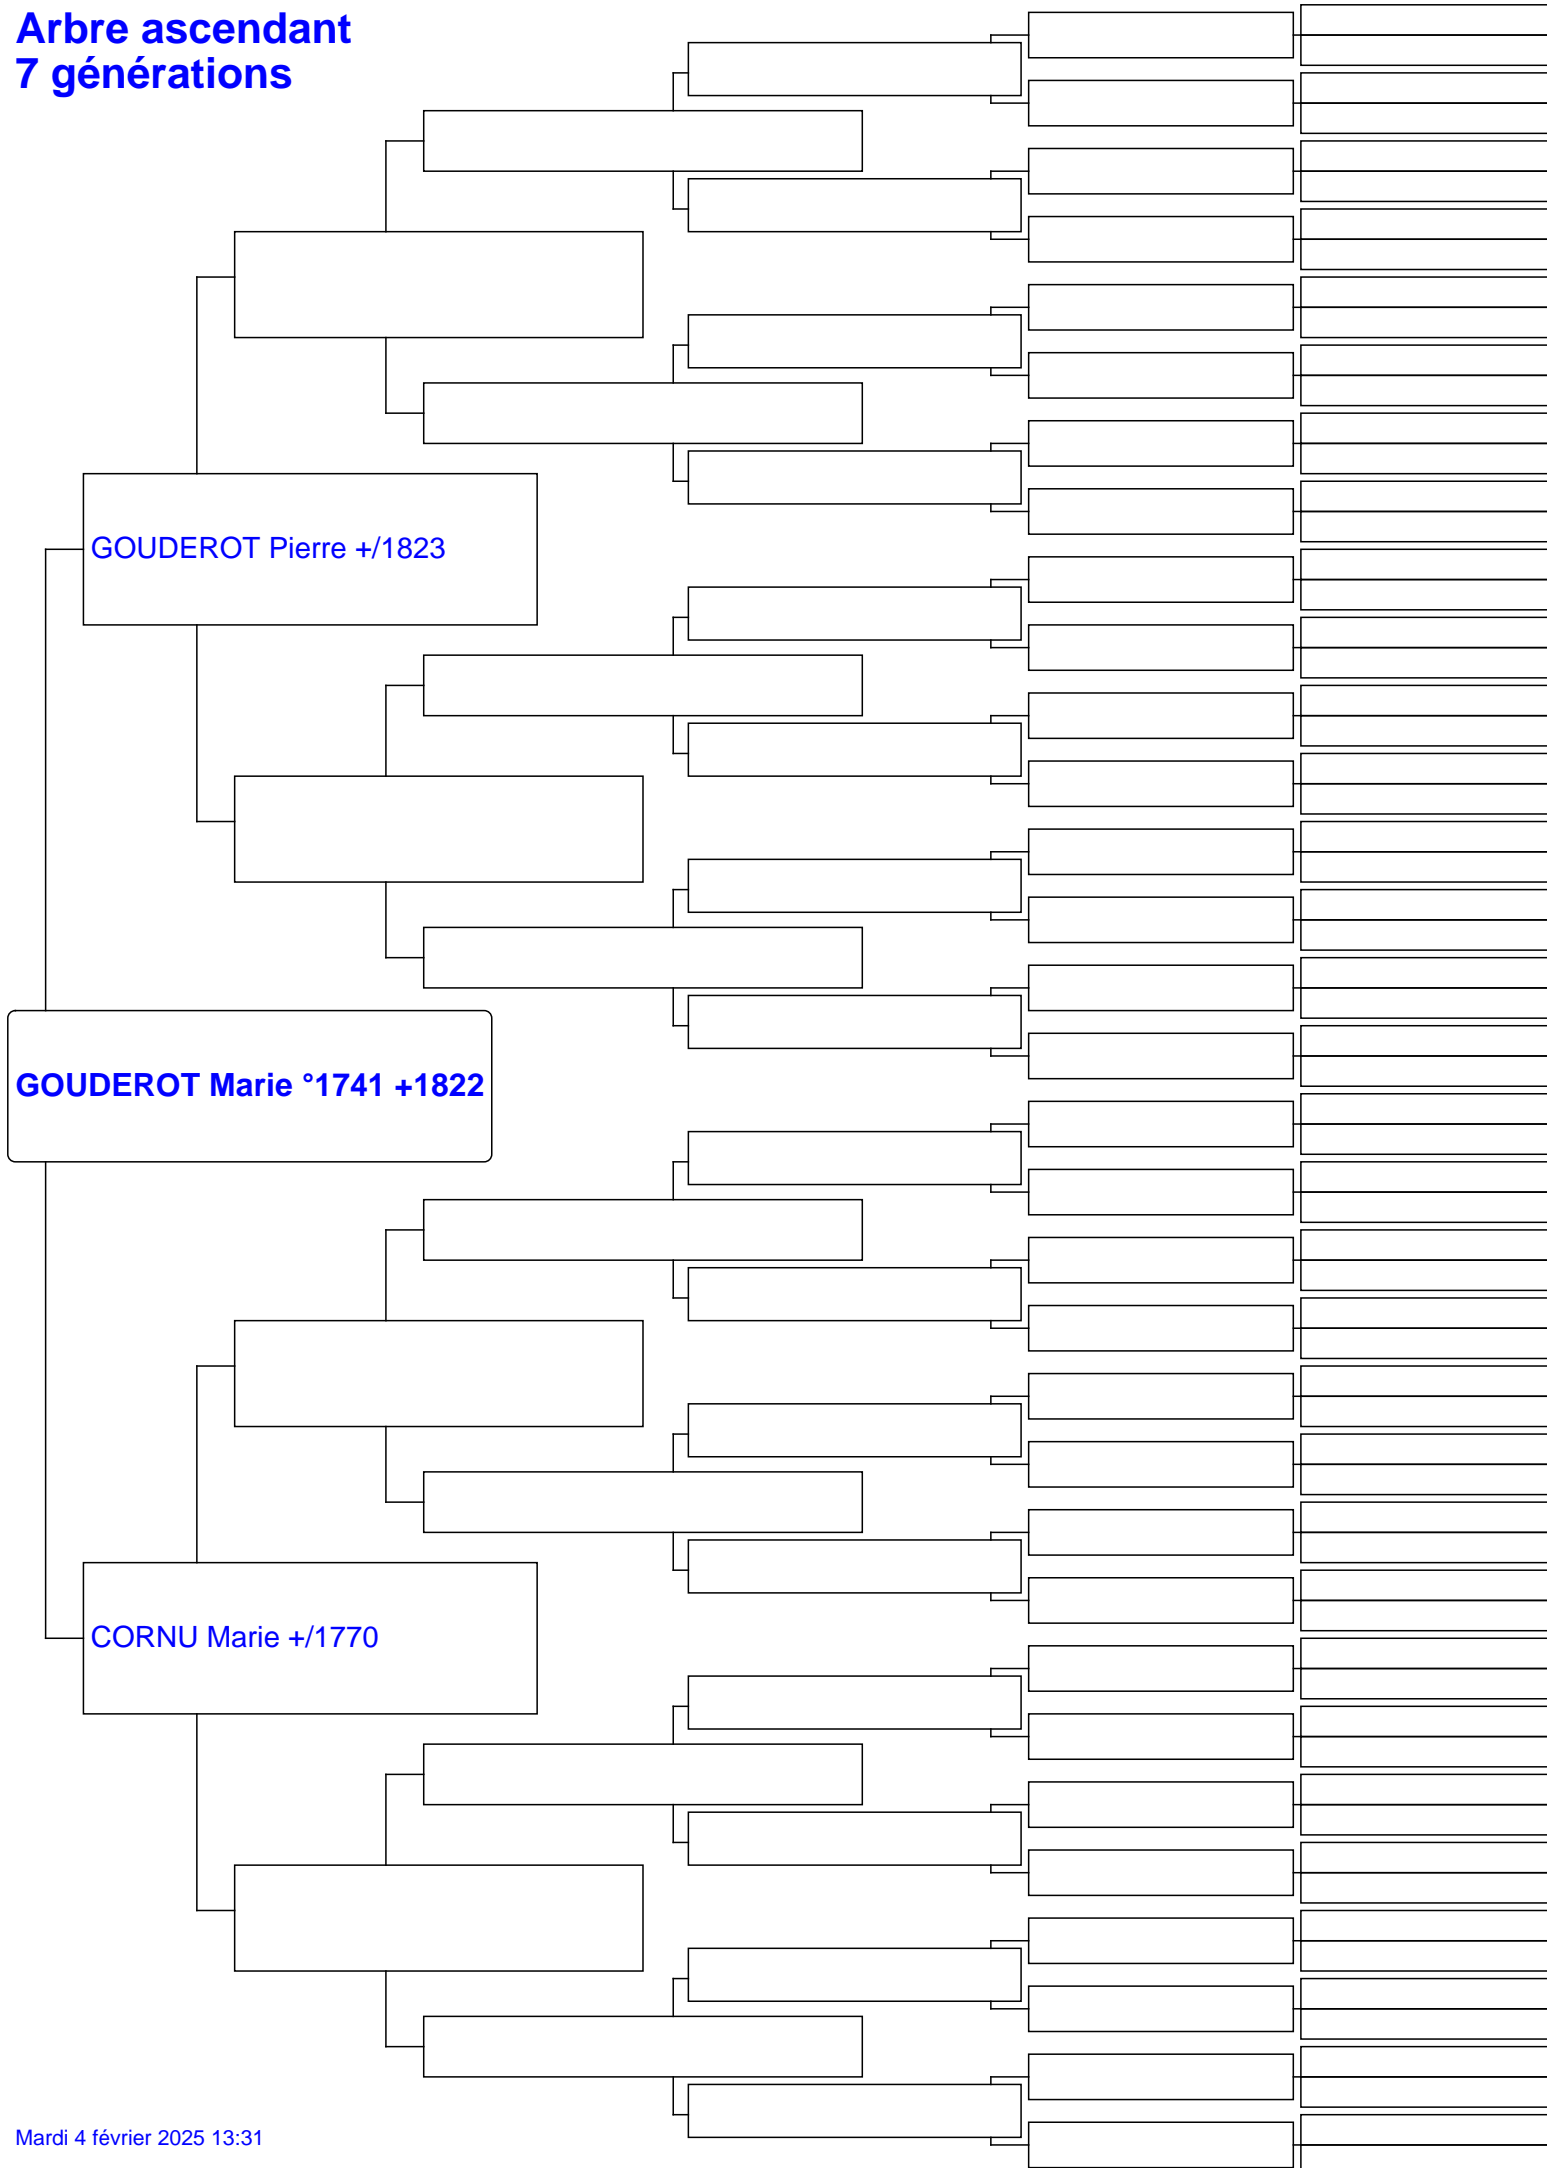 Arbre ascendant
7 générations
GOUDEROT Pierre +/1823
GOUDEROT Marie °1741 +1822
CORNU Marie +/1770
Mardi 4 février 2025 13:31